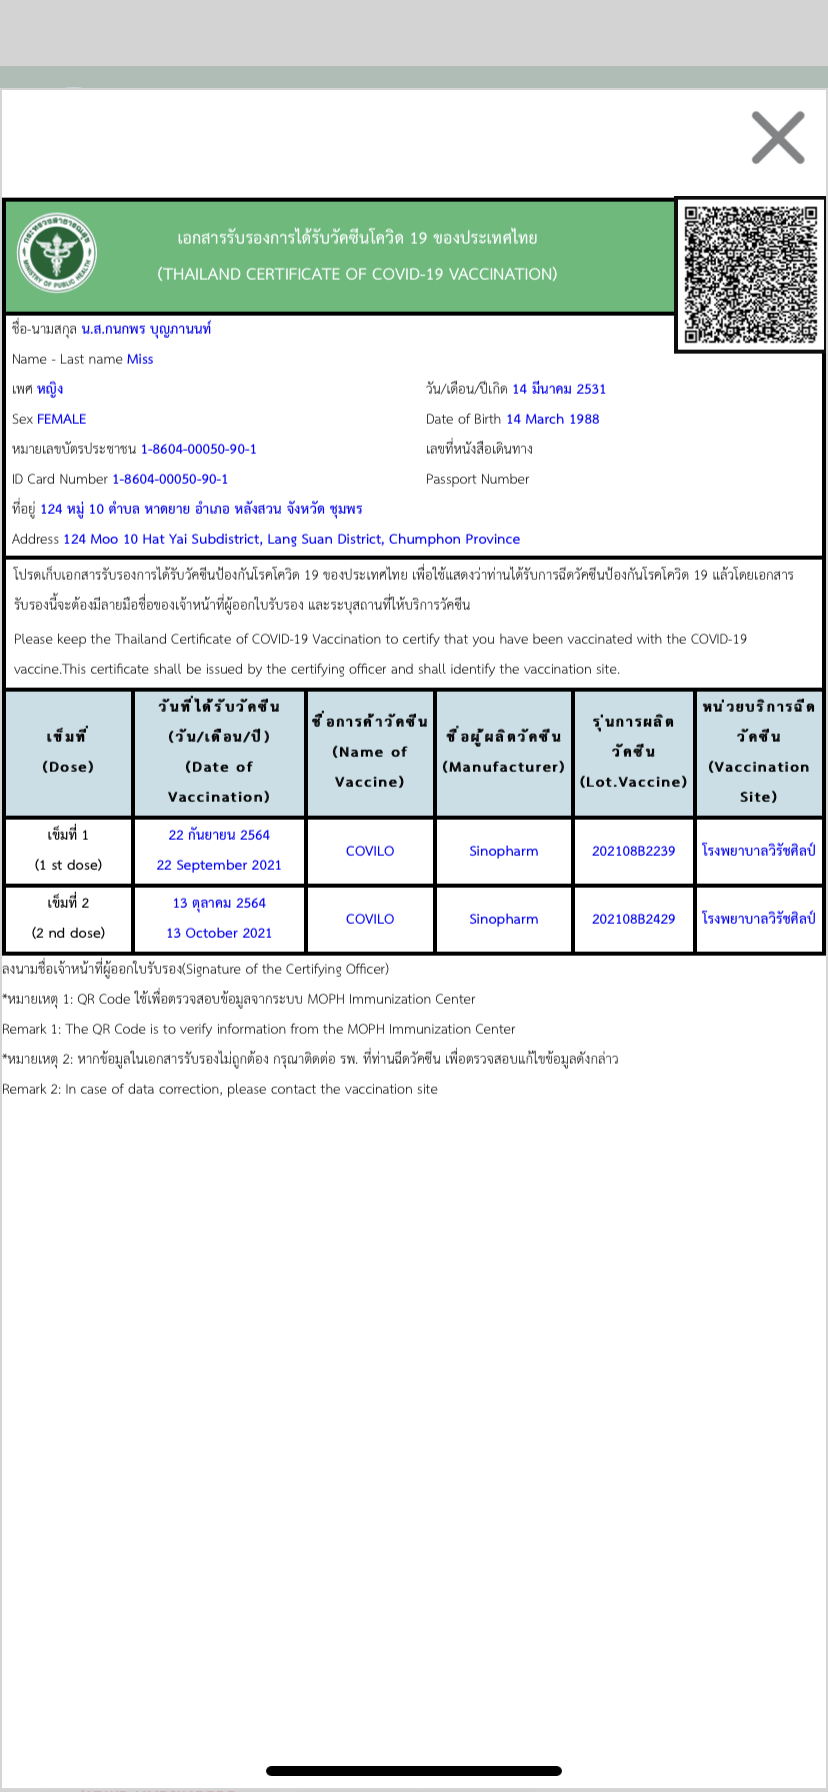 เอกสารรับรองการได้รับวัคซีนโควิด 19 ของประเทศไทย
(THAILAND CERTIFICATE OF COVID-19 VACCINATION)
กระทรวงสาธารณสุข
MINISTRY OF PUBLIC HEALTH
ชื่อ-นามสกุล น.ส.กนกพร บุญภานนท์
Name - Last name Miss
เพศ หญิง วัน/เดือน/ปีเกิด 14 มีนาคม 2531
Sex FEMALE Date of Birth 14 March 1988
หมายเลขบัตรประชาชน 1-8604-00050-90-1 เลขที่หนังสือเดินทาง
ID Card Number 1-8604-00050-90-1 Passport Number
ที่อยู่ 124 หมู่ 10 ตำบล หาดยาย อำเภอ หลังสวน จังหวัด ชุมพร
Address 124 Moo 10 Hat Yai Subdistrict, Lang Suan District, Chumphon Province
โปรดเก็บเอกสารรับรองการได้รับวัคซีนป้องกันโรคโควิด 19 ของประเทศไทย เพื่อใช้แสดงว่าท่านได้รับการฉีดวัคซีนป้องกันโรคโควิด 19 แล้วโดยเอกสาร
รับรองนี้จะต้องมีลายมือชื่อของเจ้าหน้าที่ผู้ออกใบรับรอง และระบุสถานที่ให้บริการวัคซีน
Please keep the Thailand Certificate of COVID-19 Vaccination to certify that you have been vaccinated with the COVID-19
vaccine.This certificate shall be issued by the certifying officer and shall identify the vaccination site.
เข็มที่
(Dose)
วันที่ได้รับวัคซีน
(วัน/เดือน/ปี)
(Date of
Vaccination)
ชื่อการค้าวัคซีน
(Name of
Vaccine)
ชื่อผู้ผลิตวัคซีน
(Manufacturer)
รุ่นการผลิต
วัคซีน
(Lot.Vaccine)
หน่วยบริการฉีด
วัคซีน
(Vaccination
Site)
เข็มที่ 1
(1 st dose)
22 กันยายน 2564
22 September 2021
COVILO
Sinopharm
202108B2239
โรงพยาบาลวิรัชศิลป์
เข็มที่ 2
(2 nd dose)
13 ตุลาคม 2564
13 October 2021
COVILO
Sinopharm
202108B2429
โรงพยาบาลวิรัชศิลป์
ลงนามชื่อเจ้าหน้าที่ผู้ออกใบรับรอง(Signature of the Certifying Officer)
*หมายเหตุ 1: QR Code ใช้เพื่อตรวจสอบข้อมูลจากระบบ MOPH Immunization Center
Remark 1: The QR Code is to verify information from the MOPH Immunization Center
*หมายเหตุ 2: หากข้อมูลในเอกสารรับรองไม่ถูกต้อง กรุณาติดต่อ รพ. ที่ท่านฉีดวัคซีน เพื่อตรวจสอบแก้ไขข้อมูลดังกล่าว
Remark 2: In case of data correction, please contact the vaccination site